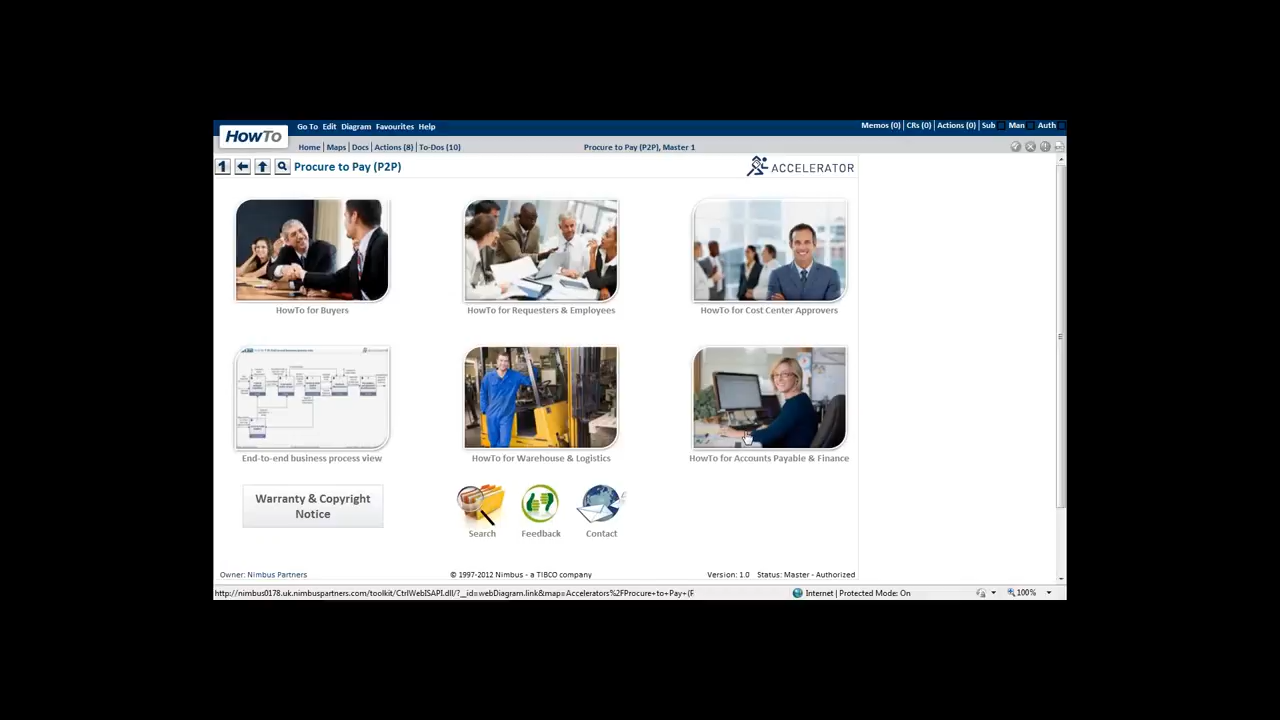 HowTo
Go To Edit Diagram Favourites Help
Memos (0) CRs (0) Actions (0) Sub Man Auth
Home | Maps | Docs | Actions (8) | To-Dos (10)
Procure to Pay (P2P), Master 1
1
Procure to Pay (P2P)
ACCELERATOR
HowTo for Buyers
HowTo for Requesters & Employees
HowTo for Cost Center Approvers
End-to-end business process view
HowTo for Warehouse & Logistics
HowTo for Accounts Payable & Finance
Warranty & Copyright
Notice
Search
Feedback
Contact
Owner: Nimbus Partners
© 1997-2012 Nimbus - a TIBCO company
Version: 1.0 Status: Master - Authorized
http://nimbus0178.uk.nimbuspartners.com/toolkit/CtrlWebISAPI.dll/?__id=webDiagram.link&map=Accelerators%2FProcure+to+Pay+(F
Internet | Protected Mode: On
100%